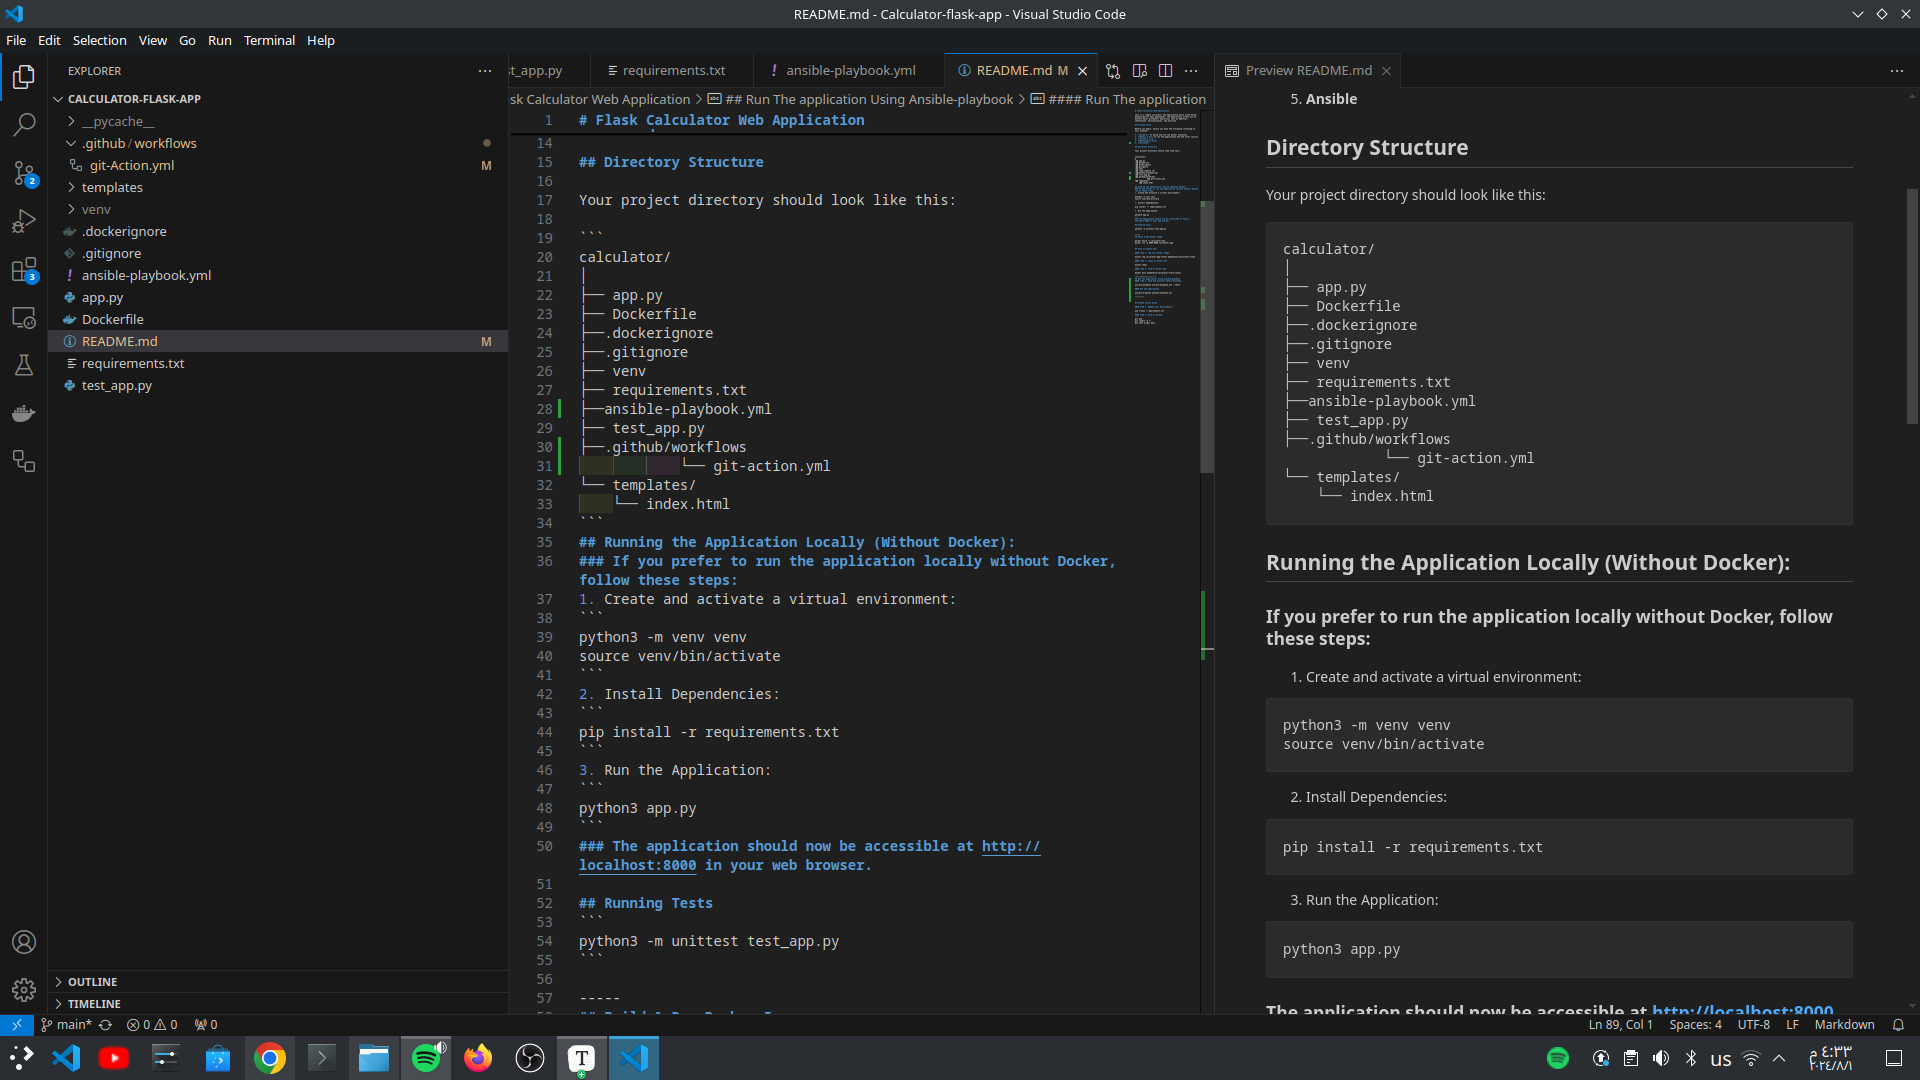 README.md - Calculator-flask-app - Visual Studio Code
File Edit Selection View Go Run Terminal Help
EXPLORER
CALCULATOR-FLASK-APP
__pycache__
.github/workflows
git-Action.yml M
templates
venv
.dockerignore
.gitignore
ansible-playbook.yml
app.py
Dockerfile
README.md M
requirements.txt
test_app.py
OUTLINE
TIMELINE
2
3
st_app.py requirements.txt ansible-playbook.yml README.md M
sk Calculator Web Application > ## Run The application Using Ansible-playbook > #### Run The application
1 # Flask Calculator Web Application
14
15 ## Directory Structure
16
17 Your project directory should look like this:
18
19 ```
20 calculator/
21 │
22 ├── app.py
23 ├── Dockerfile
24 ├──.dockerignore
25 ├──.gitignore
26 ├── venv
27 ├── requirements.txt
28 ├──ansible-playbook.yml
29 ├── test_app.py
30 ├──.github/workflows
31 └── git-action.yml
32 └── templates/
33 └── index.html
34 ```
35 ## Running the Application Locally (Without Docker):
36 ### If you prefer to run the application locally without Docker,
follow these steps:
37 1. Create and activate a virtual environment:
38 ```
39 python3 -m venv venv
40 source venv/bin/activate
41 ```
42 2. Install Dependencies:
43 ```
44 pip install -r requirements.txt
45 ```
46 3. Run the Application:
47 ```
48 python3 app.py
49 ```
50 ### The application should now be accessible at http://
localhost:8000 in your web browser.
51
52 ## Running Tests
53 ```
54 python3 -m unittest test_app.py
55 ```
56
57 -----
Preview README.md
5. Ansible
Directory Structure
Your project directory should look like this:
calculator/
│
├── app.py
├── Dockerfile
├──.dockerignore
├──.gitignore
├── venv
├── requirements.txt
├──ansible-playbook.yml
├── test_app.py
├──.github/workflows
└── git-action.yml
└── templates/
└── index.html
Running the Application Locally (Without Docker):
If you prefer to run the application locally without Docker, follow
these steps:
1. Create and activate a virtual environment:
python3 -m venv venv
source venv/bin/activate
2. Install Dependencies:
pip install -r requirements.txt
3. Run the Application:
python3 app.py
The application should now be accessible at http://localhost:8000
main* 0 0 0
Ln 89, Col 1 Spaces: 4 UTF-8 LF Markdown
T
us
٤:٣٣ م
٢٠٢٤/٨/١